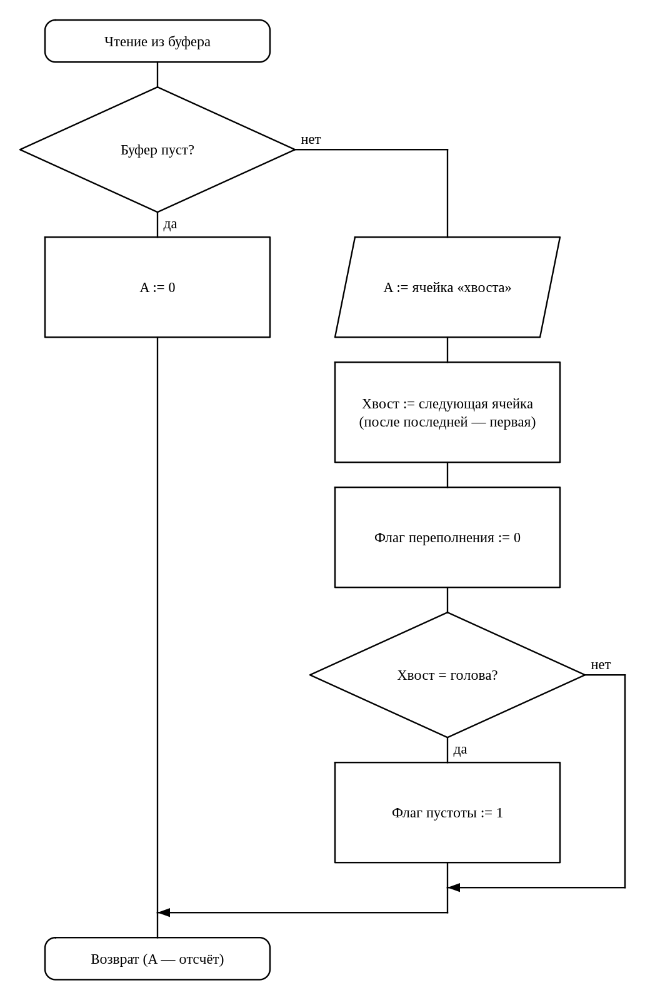 Чтение из буфера
Буфер пуст?
нет
да
A := 0
A := ячейка «хвоста»
Хвост := следующая ячейка
(после последней — первая)
Флаг переполнения := 0
Хвост = голова?
нет
да
Флаг пустоты := 1
Возврат (A — отсчёт)